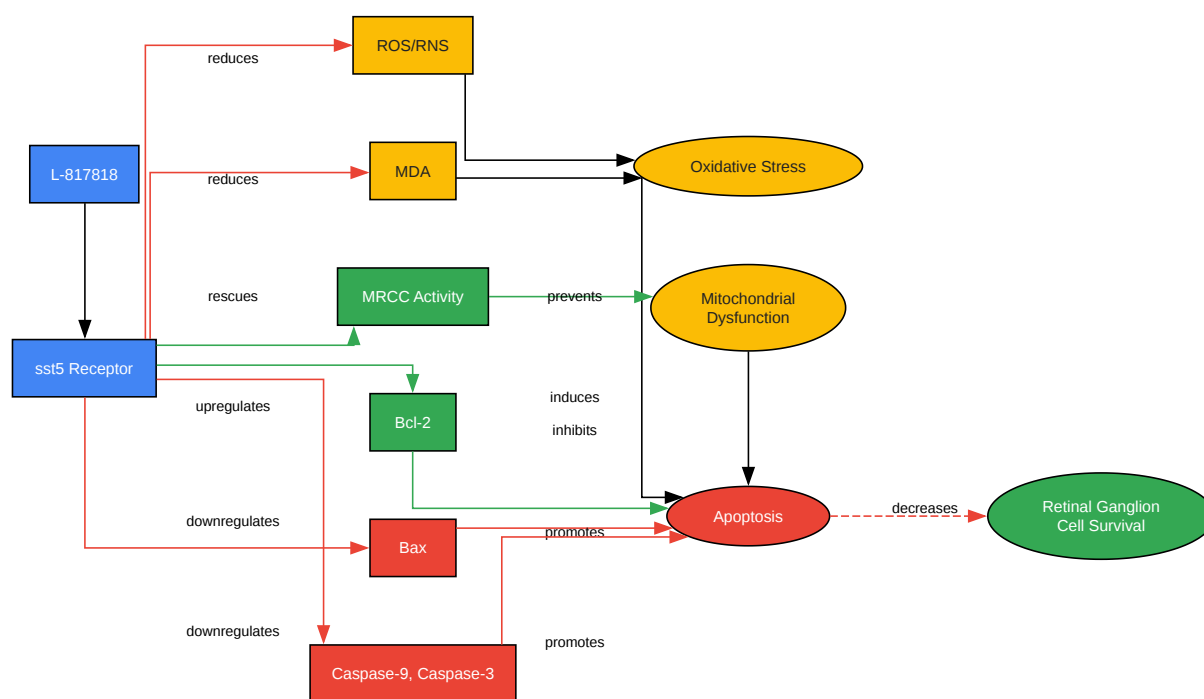 ROS/RNS
reduces
L-817818
MDA
Oxidative Stress
reduces
rescues
MRCC Activity
prevents
Mitochondrial
Dysfunction
sst5 Receptor
upregulates
Bcl-2
induces
inhibits
downregulates
Bax
promotes
Apoptosis
decreases
Retinal Ganglion
Cell Survival
downregulates
Caspase-9, Caspase-3
promotes